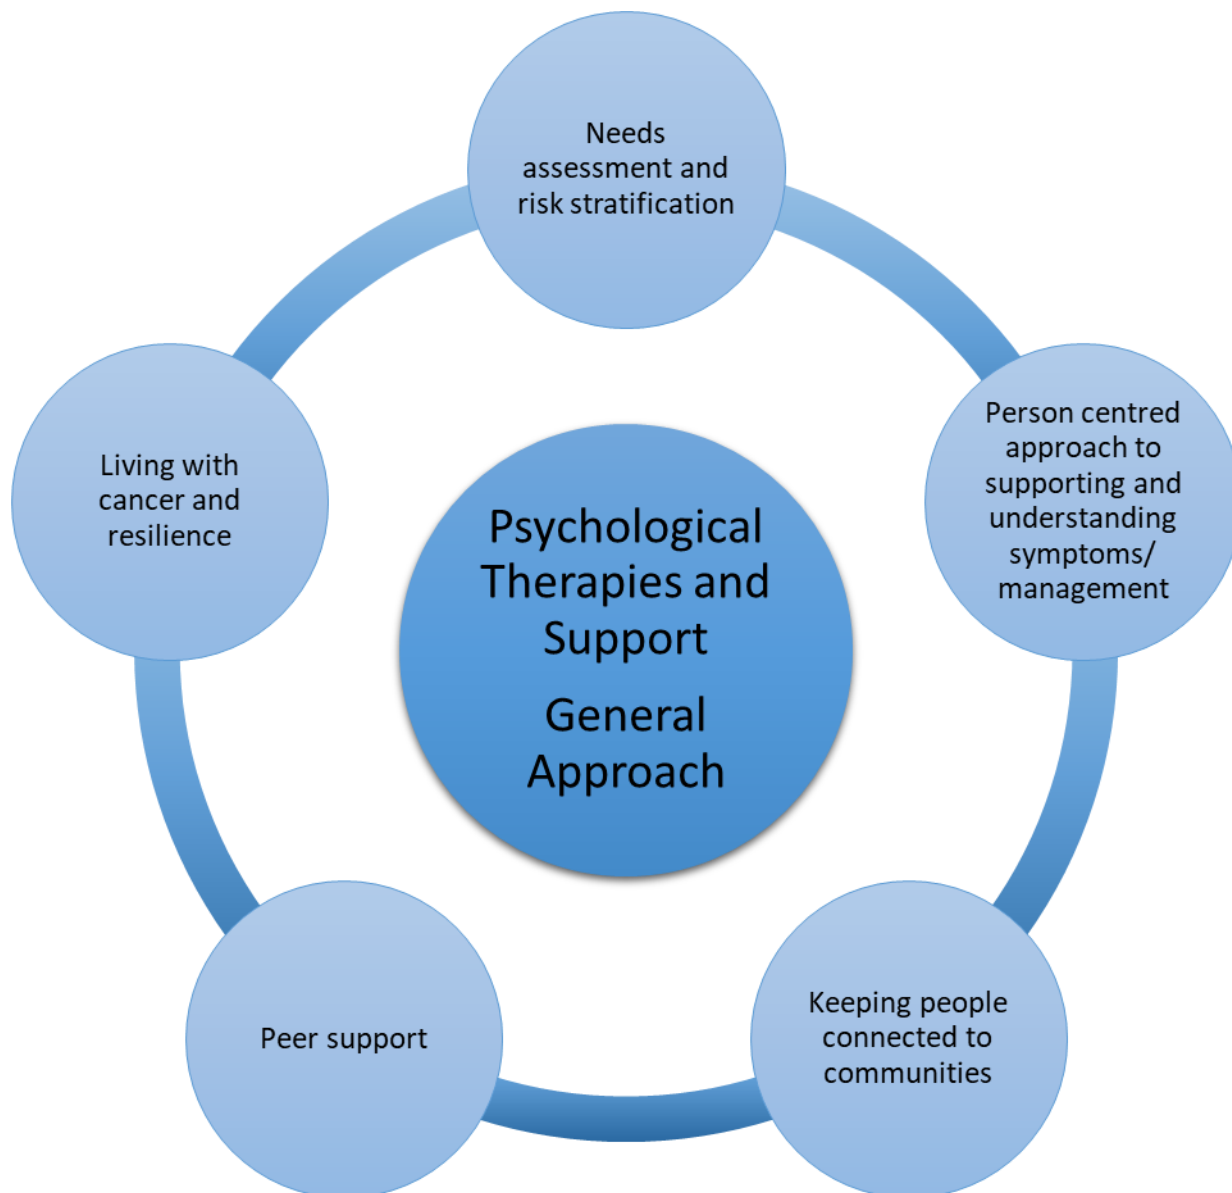 Needs
assessment and
risk stratification
Person centred
approach to
supporting and
understanding
symptoms/
management
Living with
cancer and
resilience
Psychological
Therapies and
Support
General
Approach
Keeping people
connected to
communities
Peer support